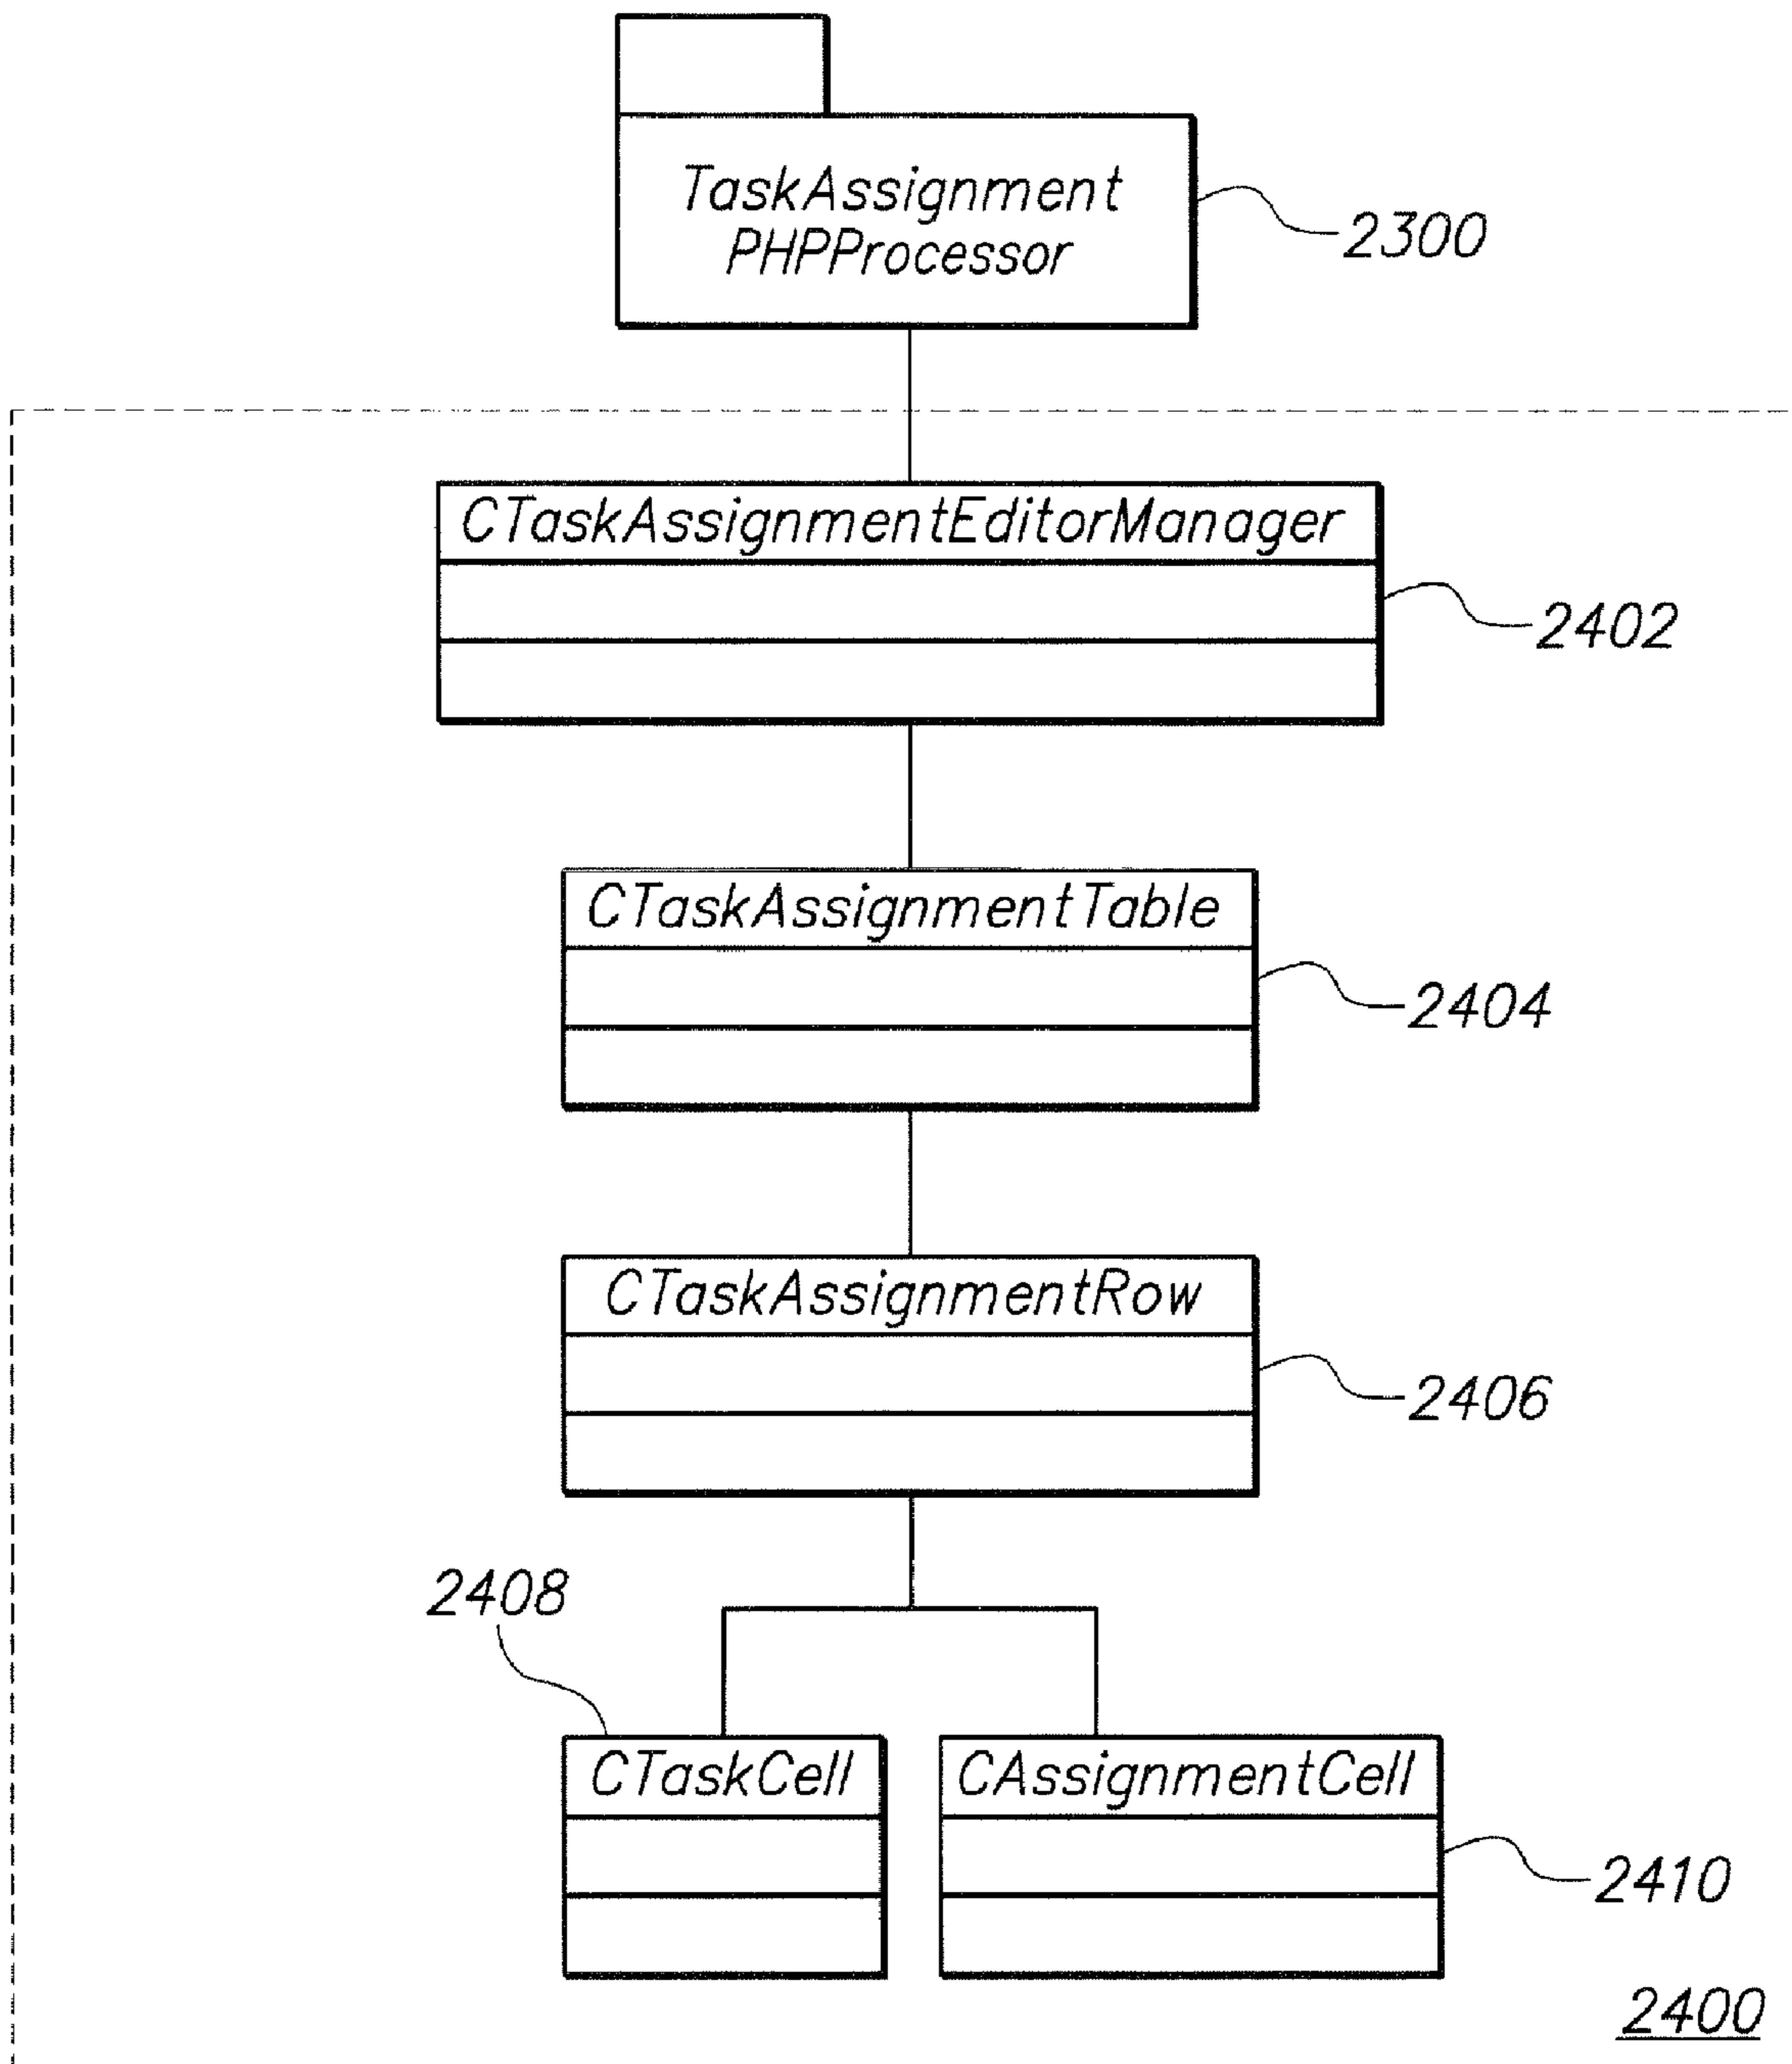 TaskAssignment
PHPProcessor
2300
CTaskAssignmentEditorManager
2402
CTaskAssignmentTable
2404
CTaskAssignmentRow
2406
2408
CTaskCell
CAssignmentCell
2410
2400